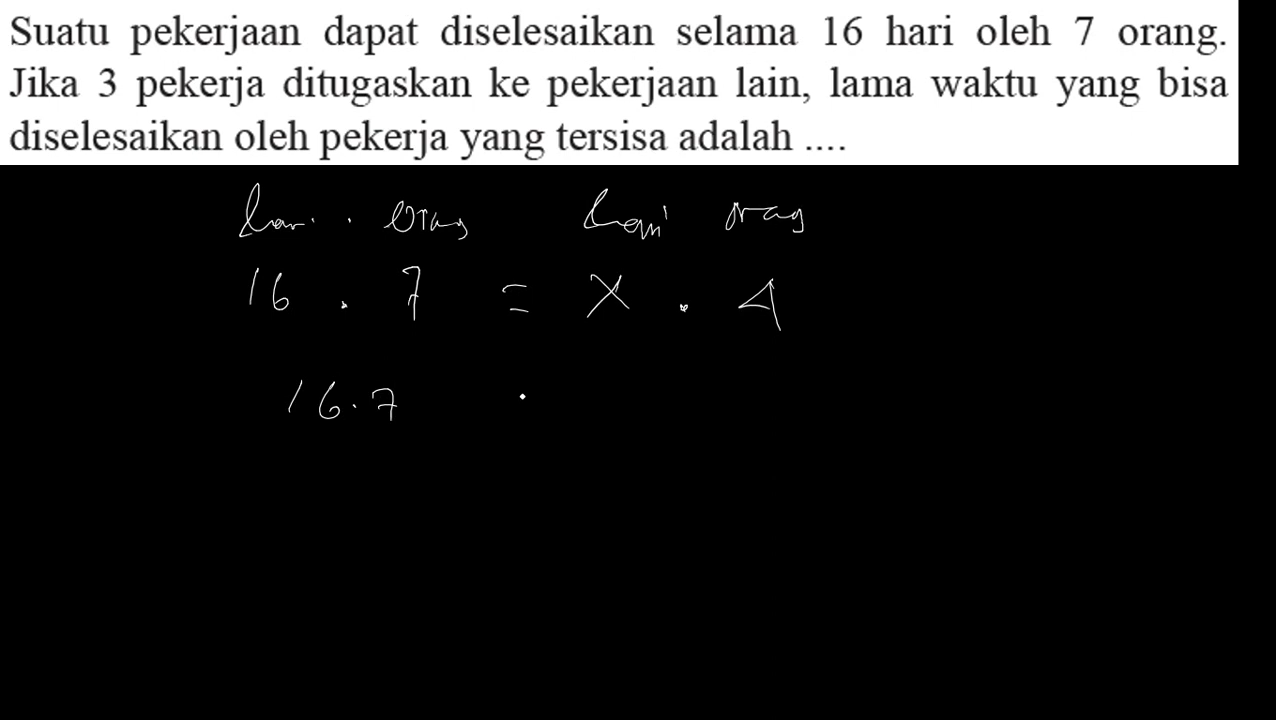 Suatu pekerjaan dapat diselesaikan selama 16 hari oleh 7 orang.
Jika 3 pekerja ditugaskan ke pekerjaan lain, lama waktu yang bisa
diselesaikan oleh pekerja yang tersisa adalah ....
hari . orang hari orang
16 . 7 = x . 4
16.7